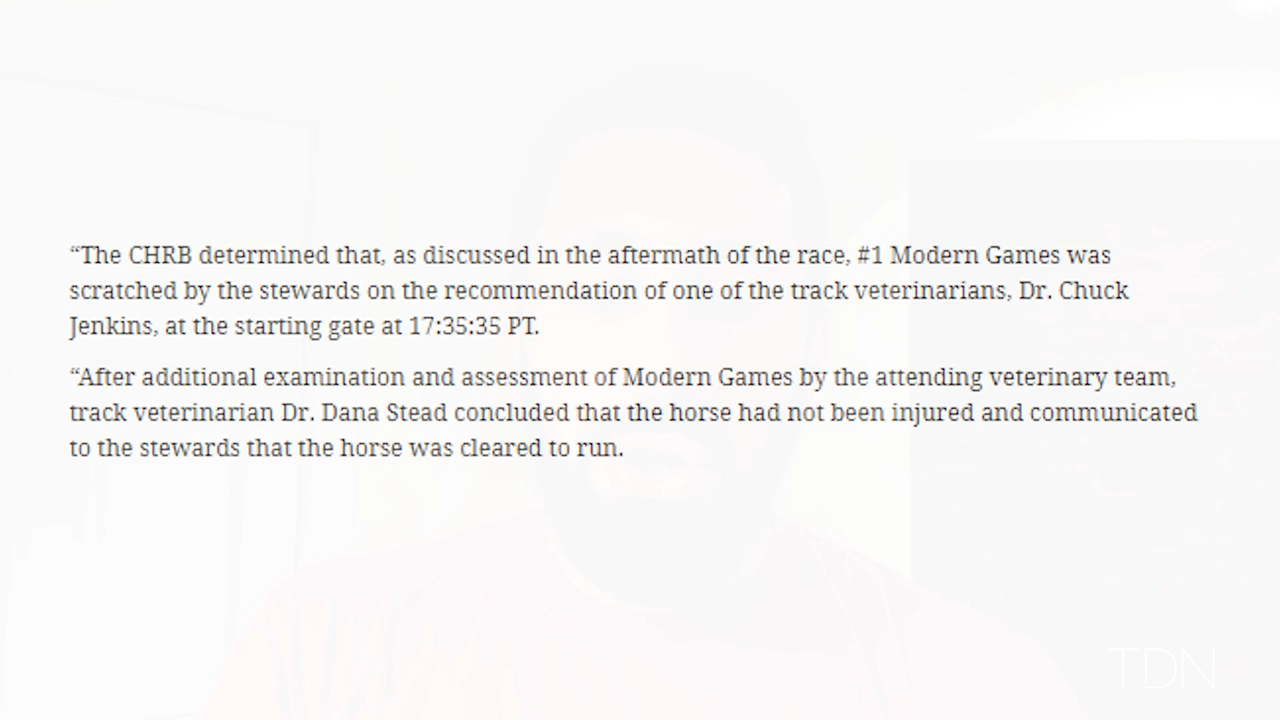 “The CHRB determined that, as discussed in the aftermath of the race, #1 Modern Games was
scratched by the stewards on the recommendation of one of the track veterinarians, Dr. Chuck
Jenkins, at the starting gate at 17:35:35 PT.
“After additional examination and assessment of Modern Games by the attending veterinary team,
track veterinarian Dr. Dana Stead concluded that the horse had not been injured and communicated
to the stewards that the horse was cleared to run.
TDN